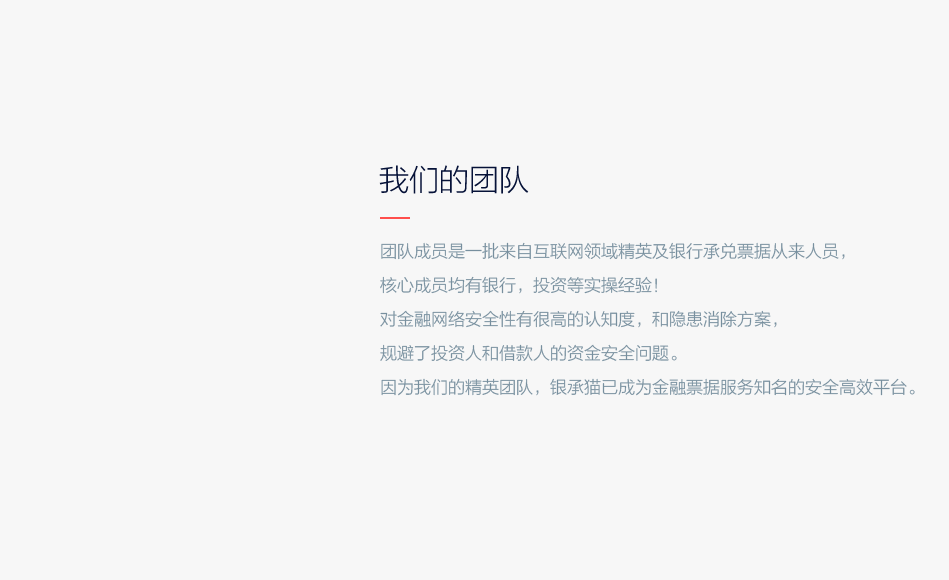 我们的团队
团队成员是一批来自互联网领域精英及银行承兑票据从来人员，
核心成员均有银行，投资等实操经验！
对金融网络安全性有很高的认知度，和隐患消除方案，
规避了投资人和借款人的资金安全问题。
因为我们的精英团队，银承猫已成为金融票据服务知名的安全高效平台。